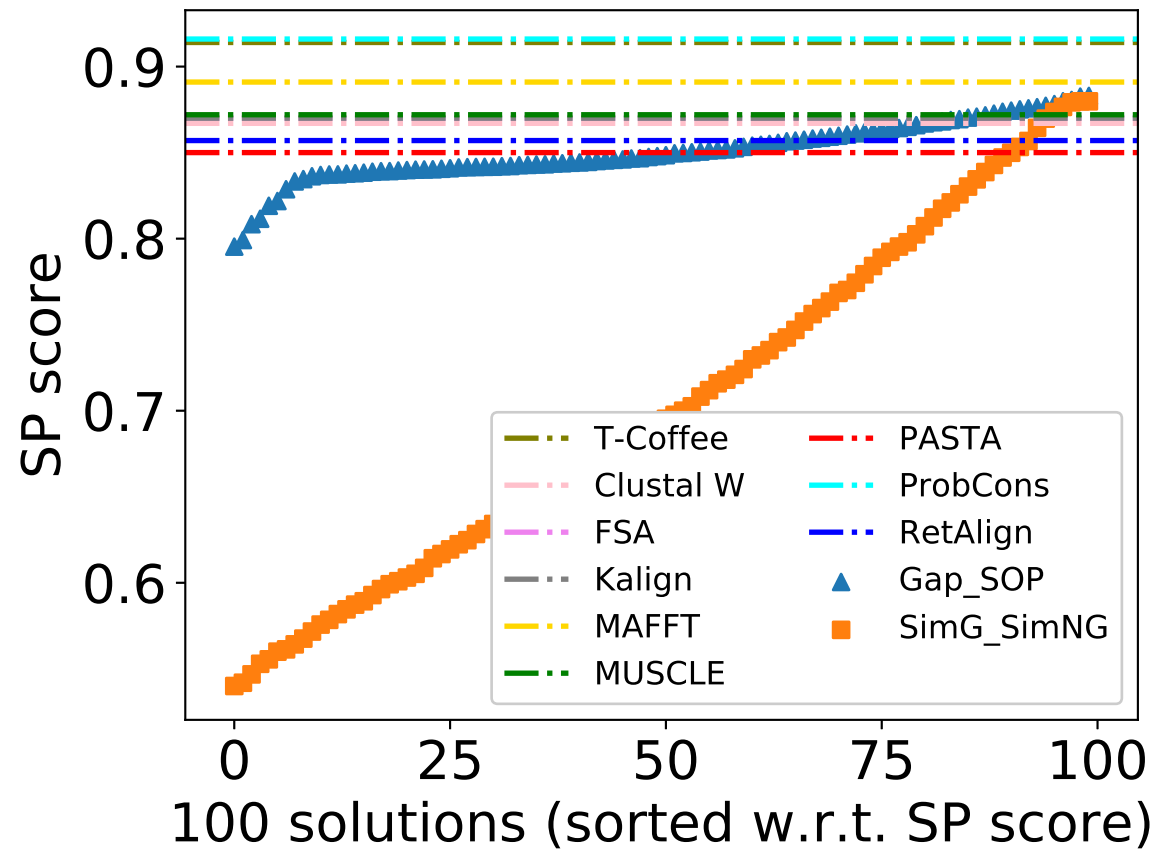 0.9
0.8
0.7
0.6
SP score
T-Coffee
Clustal W
FSA
Kalign
MAFFT
MUSCLE
PASTA
ProbCons
RetAlign
Gap_SOP
SimG_SimNG
0 25 50 75 100
100 solutions (sorted w.r.t. SP score)